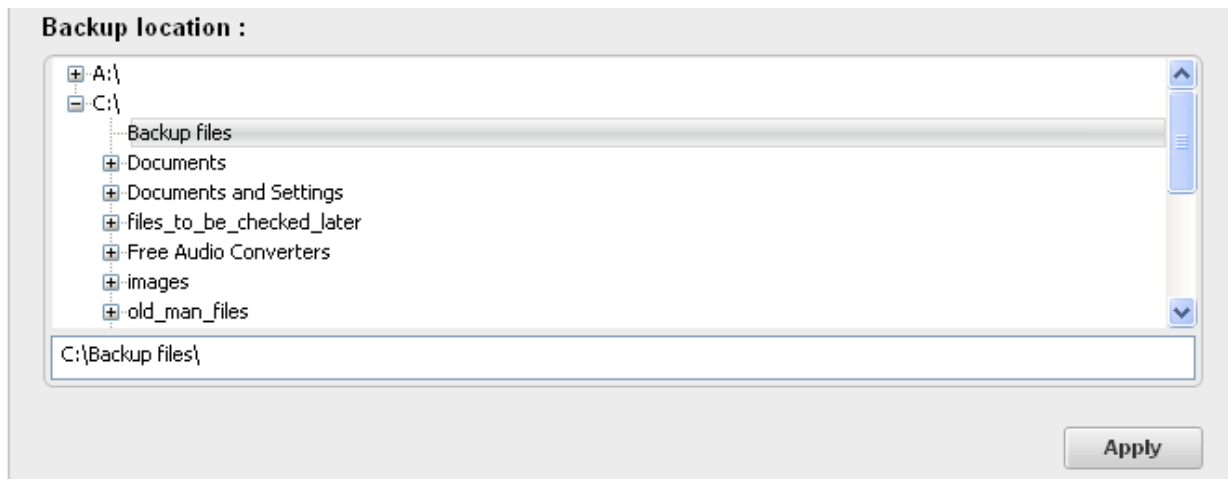 Backup location :
A:\
C:\
Backup files
Documents
Documents and Settings
files_to_be_checked_later
Free Audio Converters
images
old_man_files
C:\Backup files\
Apply